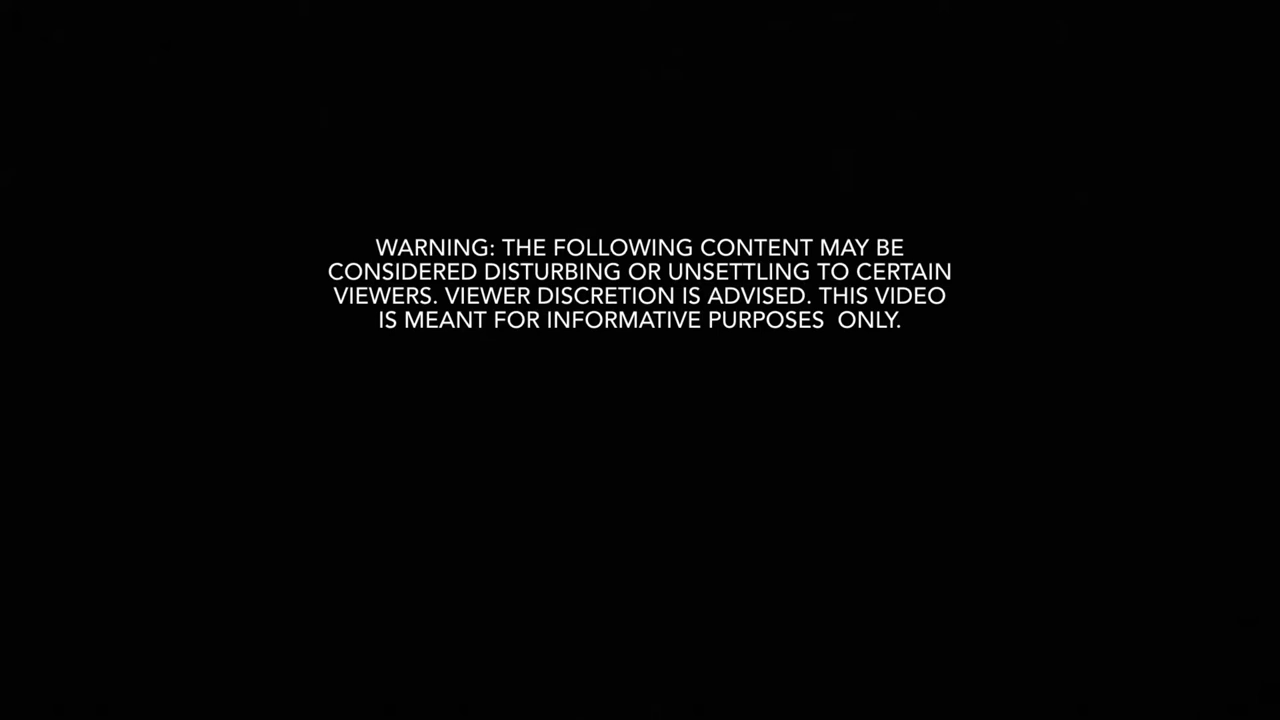 WARNING: THE FOLLOWING CONTENT MAY BE
CONSIDERED DISTURBING OR UNSETTLING TO CERTAIN
VIEWERS. VIEWER DISCRETION IS ADVISED. THIS VIDEO
IS MEANT FOR INFORMATIVE PURPOSES  ONLY.